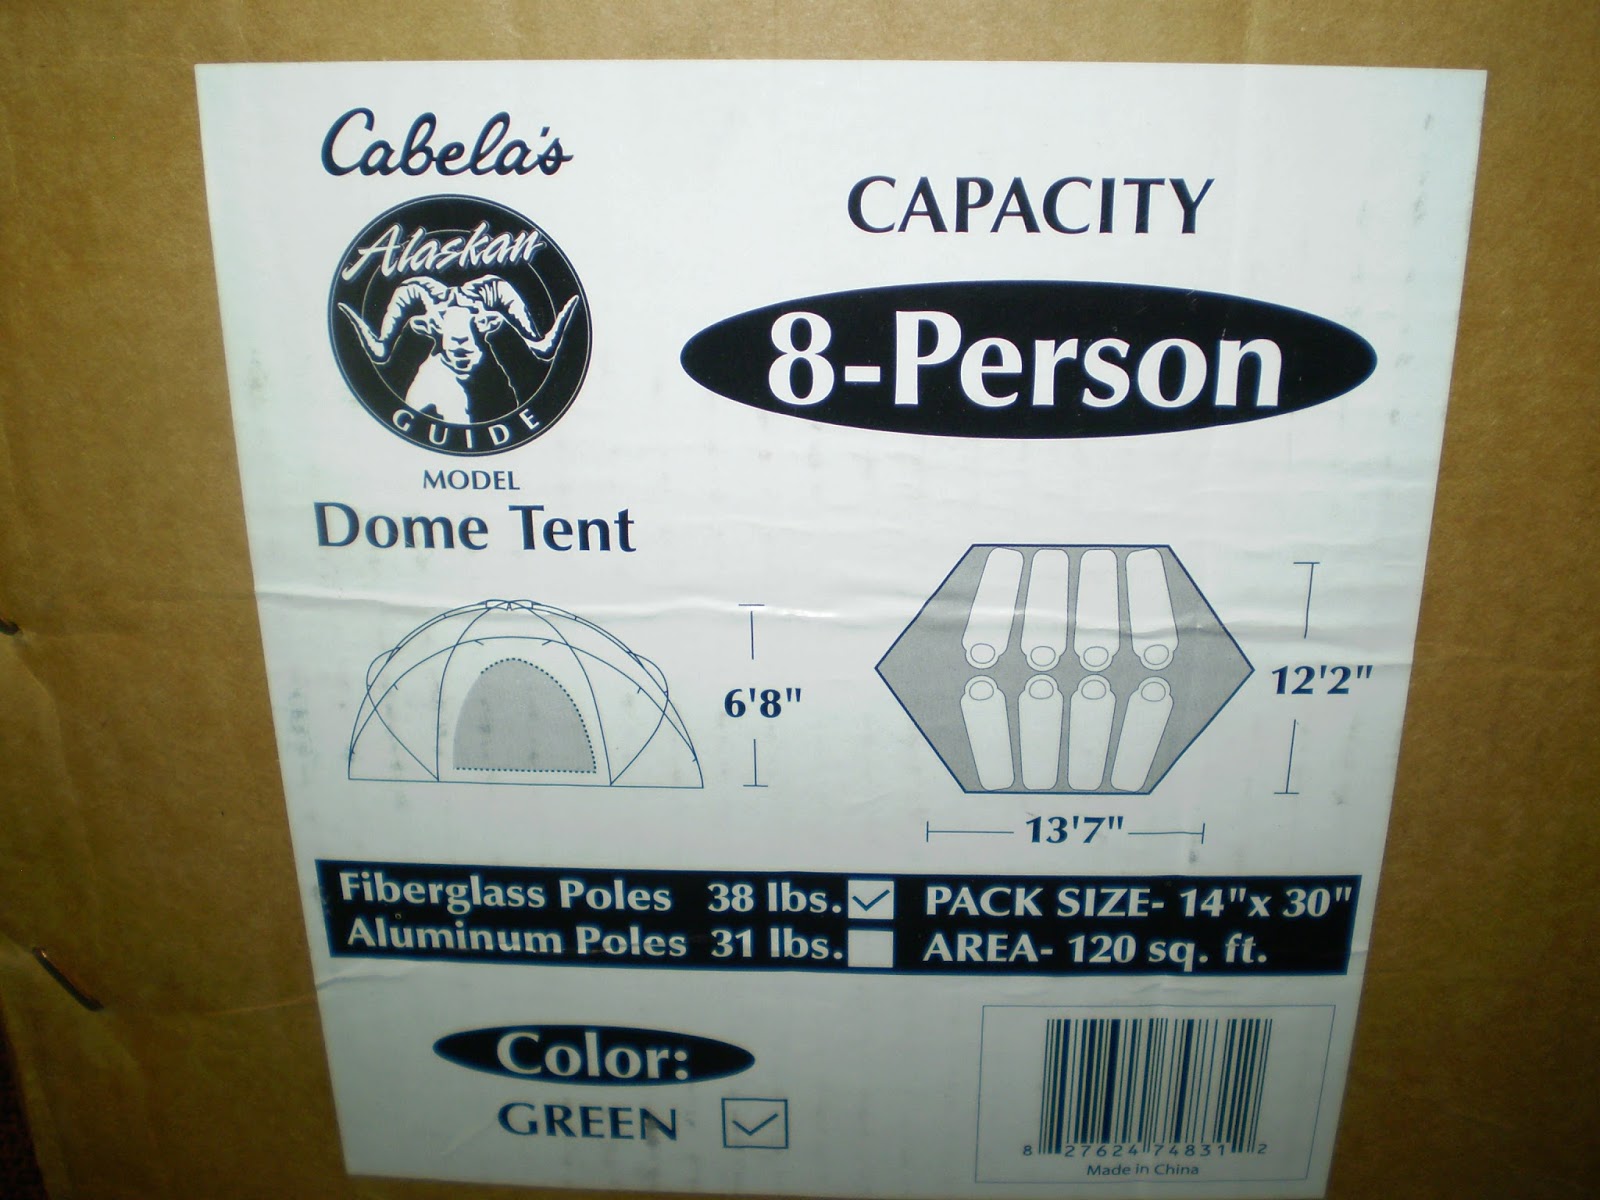 Cabela's
Alaskan
GUIDE
MODEL
Dome Tent
CAPACITY
8-Person
6'8"
12'2"
13'7"
Fiberglass Poles 38 lbs.
Aluminum Poles 31 lbs.
PACK SIZE- 14"x 30"
AREA- 120 sq. ft.
Color:
GREEN
8 27624 74831 2
Made in China